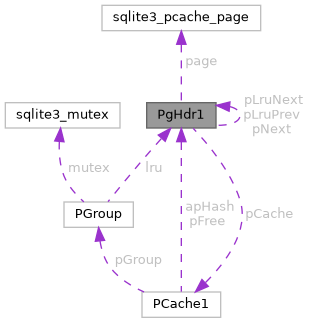 sqlite3_pcache_page
page
sqlite3_mutex
PgHdr1
pLruNext
pLruPrev
pNext
mutex
lru
PGroup
apHash
pFree
pCache
pGroup
PCache1